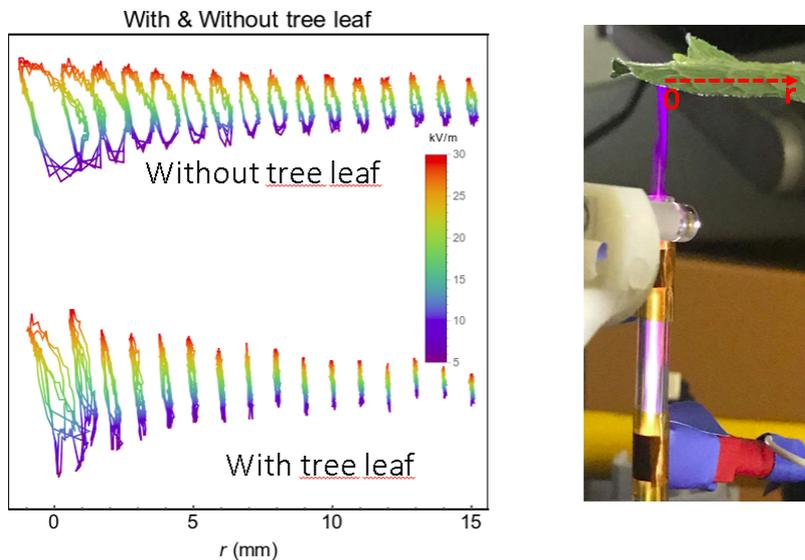 With & Without tree leaf
Without tree leaf
kV/m
30
25
20
15
10
5
With tree leaf
0 5 10 15
r (mm)
0 r